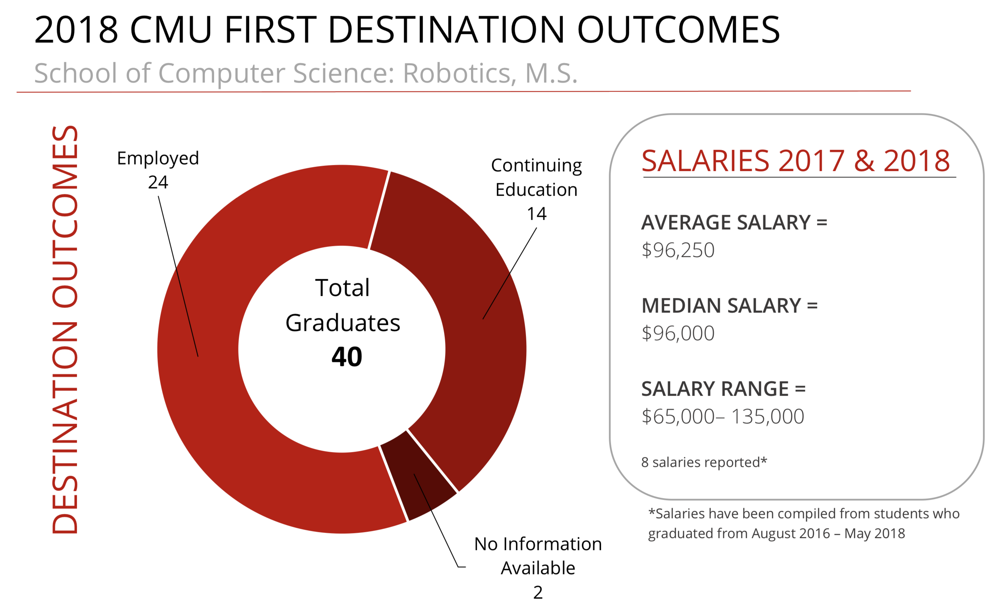 2018 CMU FIRST DESTINATION OUTCOMES
School of Computer Science: Robotics, M.S.
DESTINATION OUTCOMES
Employed
24
Continuing
Education
14
Total
Graduates
40
No Information
Available
2
SALARIES 2017 & 2018
AVERAGE SALARY =
$96,250
MEDIAN SALARY =
$96,000
SALARY RANGE =
$65,000– 135,000
8 salaries reported*
*Salaries have been compiled from students who
graduated from August 2016 – May 2018